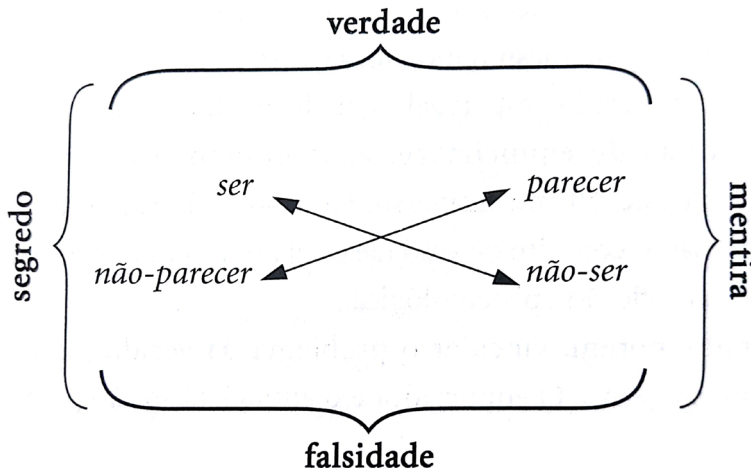 verdade
segredo
ser
parecer
mentira
não-parecer
não-ser
falsidade